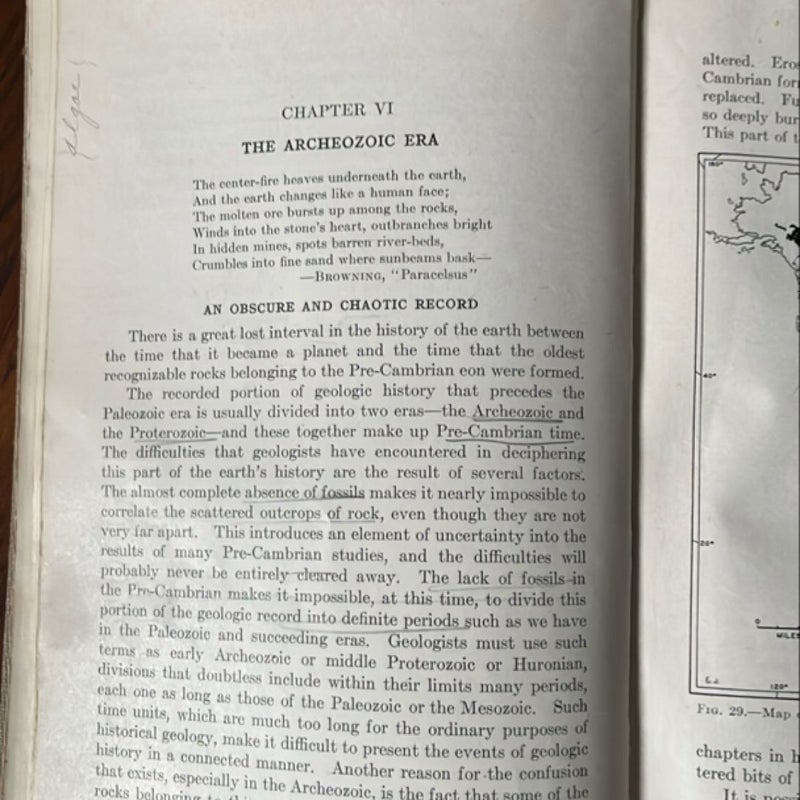 Algae
CHAPTER VI
THE ARCHEOZOIC ERA
The center-fire heaves underneath the earth,
And the earth changes like a human face;
The molten ore bursts up among the rocks,
Winds into the stone's heart, outbranches bright
In hidden mines, spots barren river-beds,
Crumbles into fine sand where sunbeams bask—
—BROWNING, "Paracelsus"
AN OBSCURE AND CHAOTIC RECORD
There is a great lost interval in the history of the earth between
the time that it became a planet and the time that the oldest
recognizable rocks belonging to the Pre-Cambrian eon were formed.
The recorded portion of geologic history that precedes the
Paleozoic era is usually divided into two eras—the Archeozoic and
the Proterozoic—and these together make up Pre-Cambrian time.
The difficulties that geologists have encountered in deciphering
this part of the earth's history are the result of several factors.
The almost complete absence of fossils makes it nearly impossible to
correlate the scattered outcrops of rock, even though they are not
very far apart. This introduces an element of uncertainty into the
results of many Pre-Cambrian studies, and the difficulties will
probably never be entirely cleared away. The lack of fossils in
the Pre-Cambrian makes it impossible, at this time, to divide this
portion of the geologic record into definite periods such as we have
in the Paleozoic and succeeding eras. Geologists must use such
terms as early Archeozoic or middle Proterozoic or Huronian,
divisions that doubtless include within their limits many periods,
each one as long as those of the Paleozoic or the Mesozoic. Such
time units, which are much too long for the ordinary purposes of
historical geology, make it difficult to present the events of geologic
history in a connected manner. Another reason for the confusion
that exists, especially in the Archeozoic, is the fact that some of the
rocks belonging to
altered. Eros
Cambrian for
replaced. Fu
so deeply bur
This part of t
40°
20°
0
MILES
120°
FIG. 29.—Map
chapters in h
tered bits of
It is possi